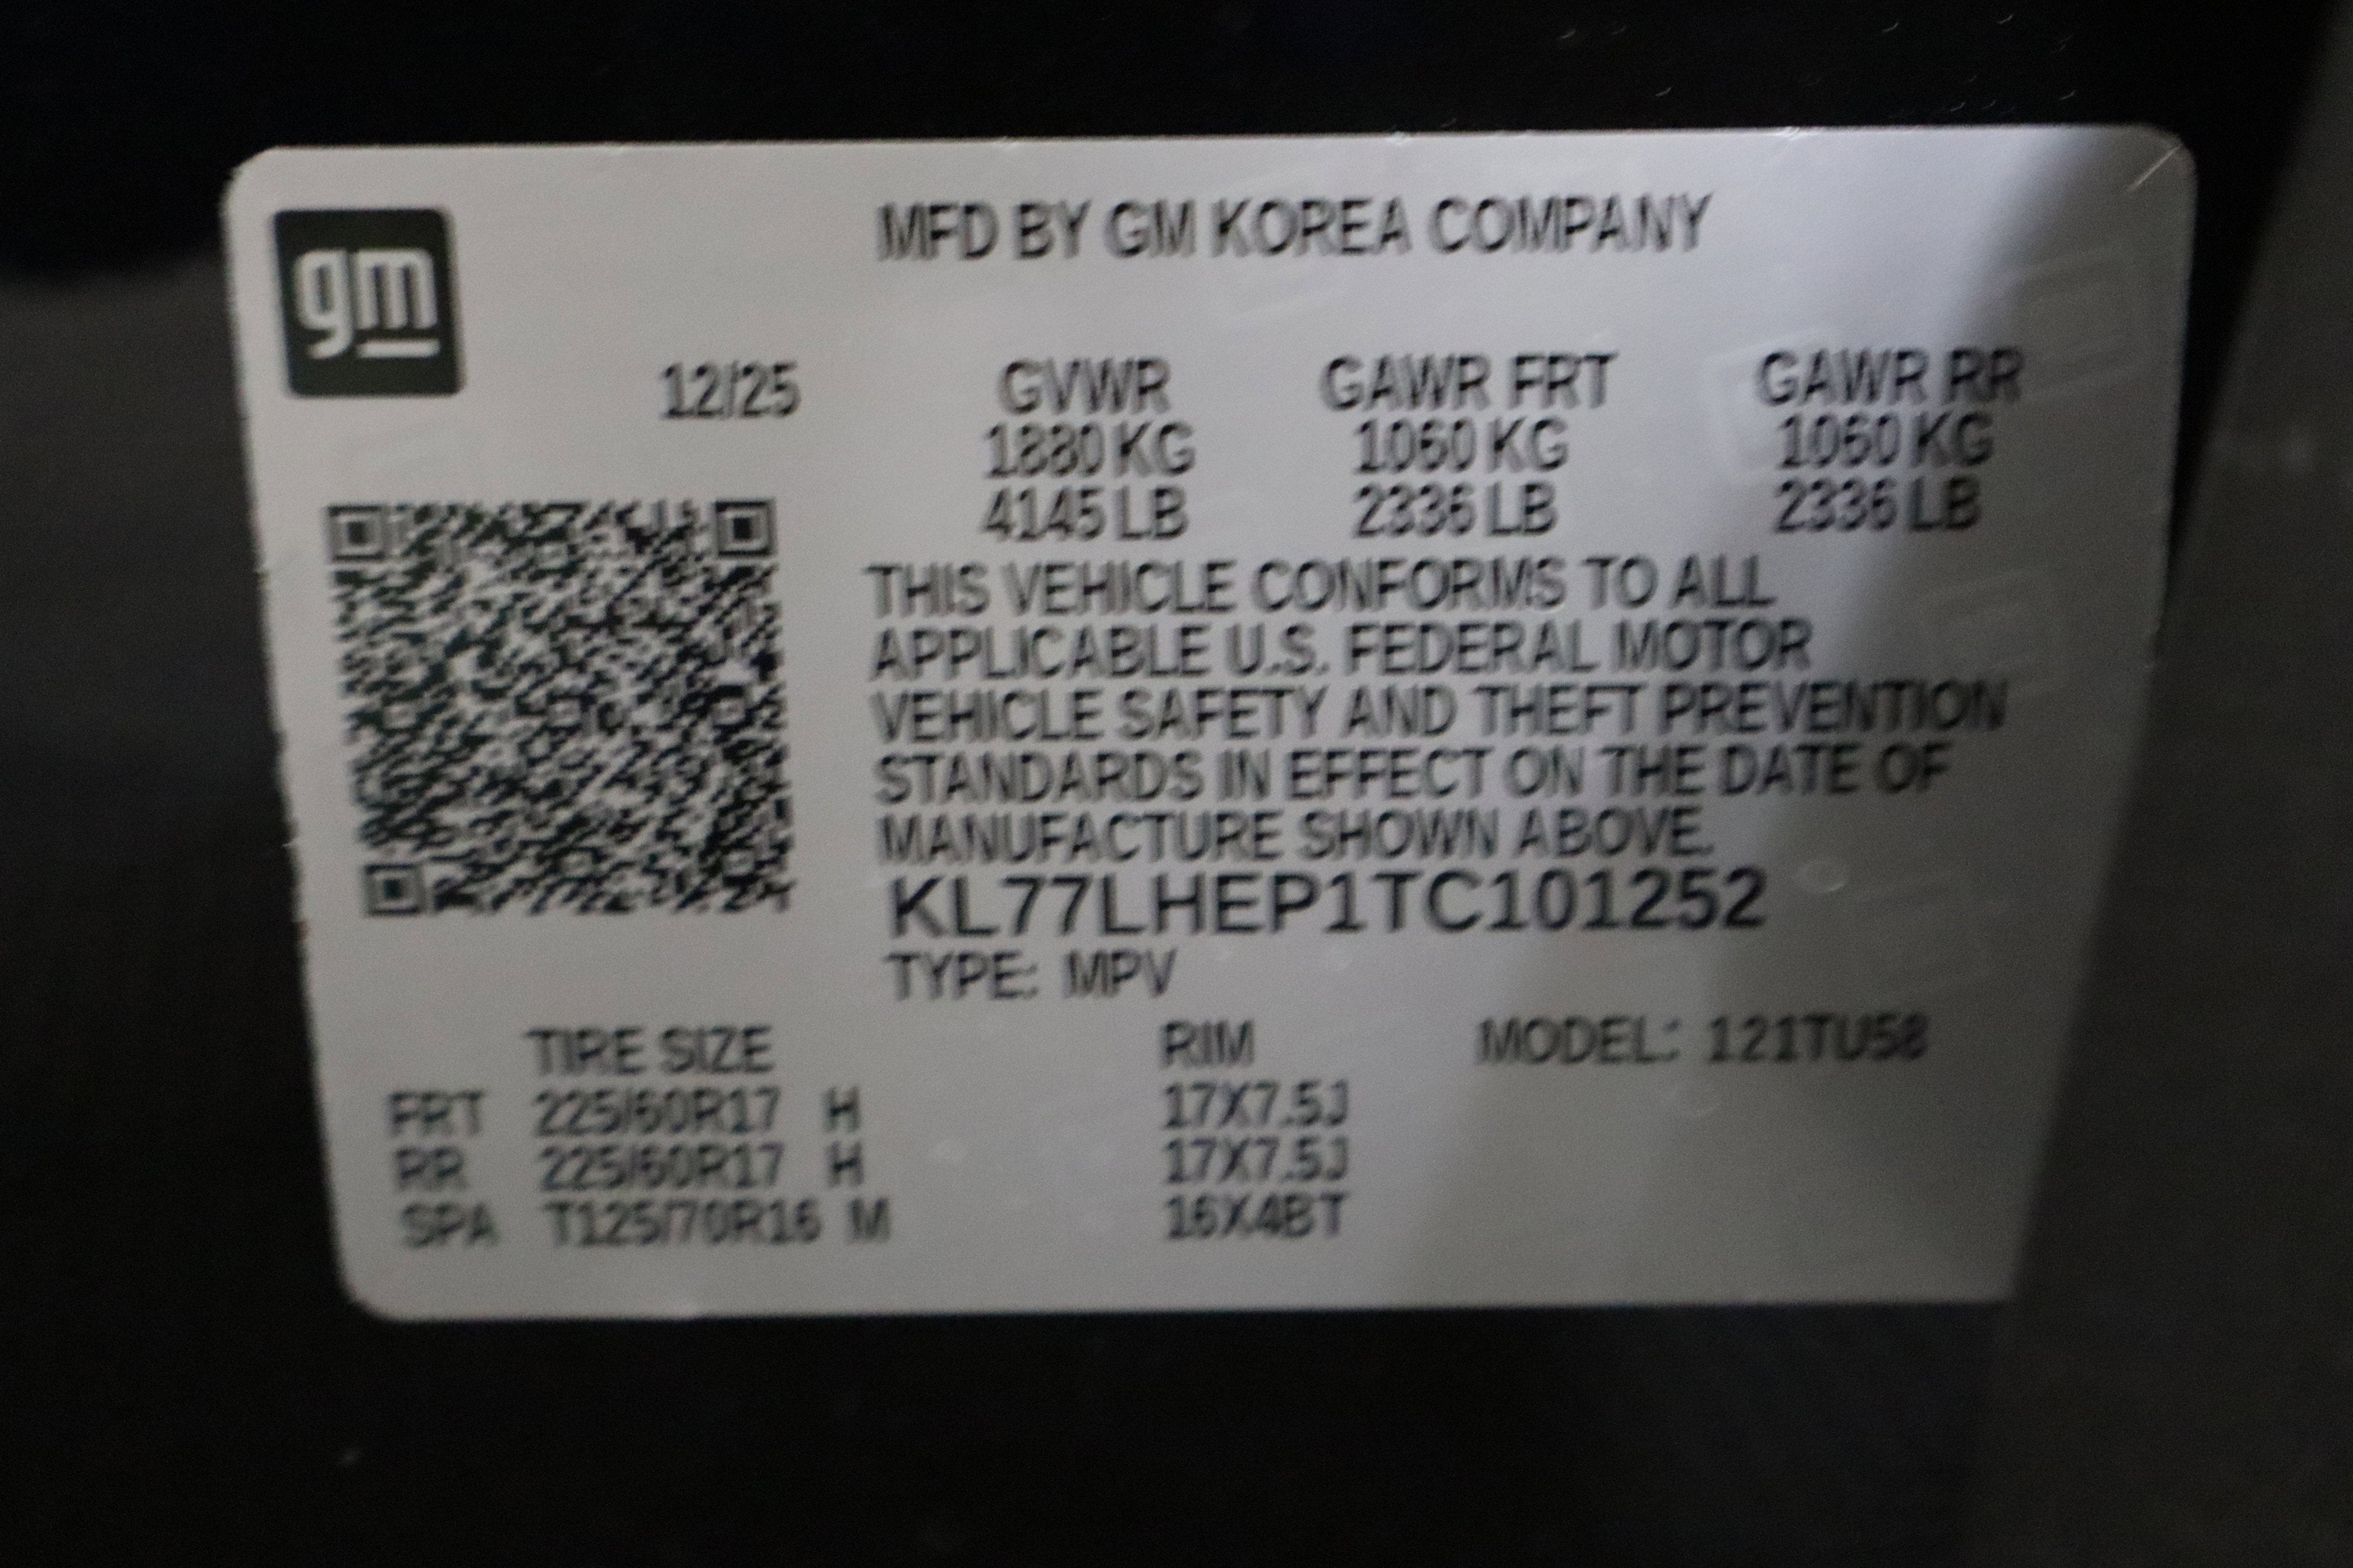 gm
MFD BY GM KOREA COMPANY
12/25 GVWR GAWR FRT GAWR RR
1880 KG 1060 KG 1060 KG
4145 LB 2336 LB 2336 LB
THIS VEHICLE CONFORMS TO ALL
APPLICABLE U.S. FEDERAL MOTOR
VEHICLE SAFETY AND THEFT PREVENTION
STANDARDS IN EFFECT ON THE DATE OF
MANUFACTURE SHOWN ABOVE.
KL77LHEP1TC101252
TYPE: MPV
TIRE SIZE RIM MODEL: 121TU58
FRT 225/60R17 H 17X7.5J
RR 225/60R17 H 17X7.5J
SPA T125/70R16 M 16X4BT